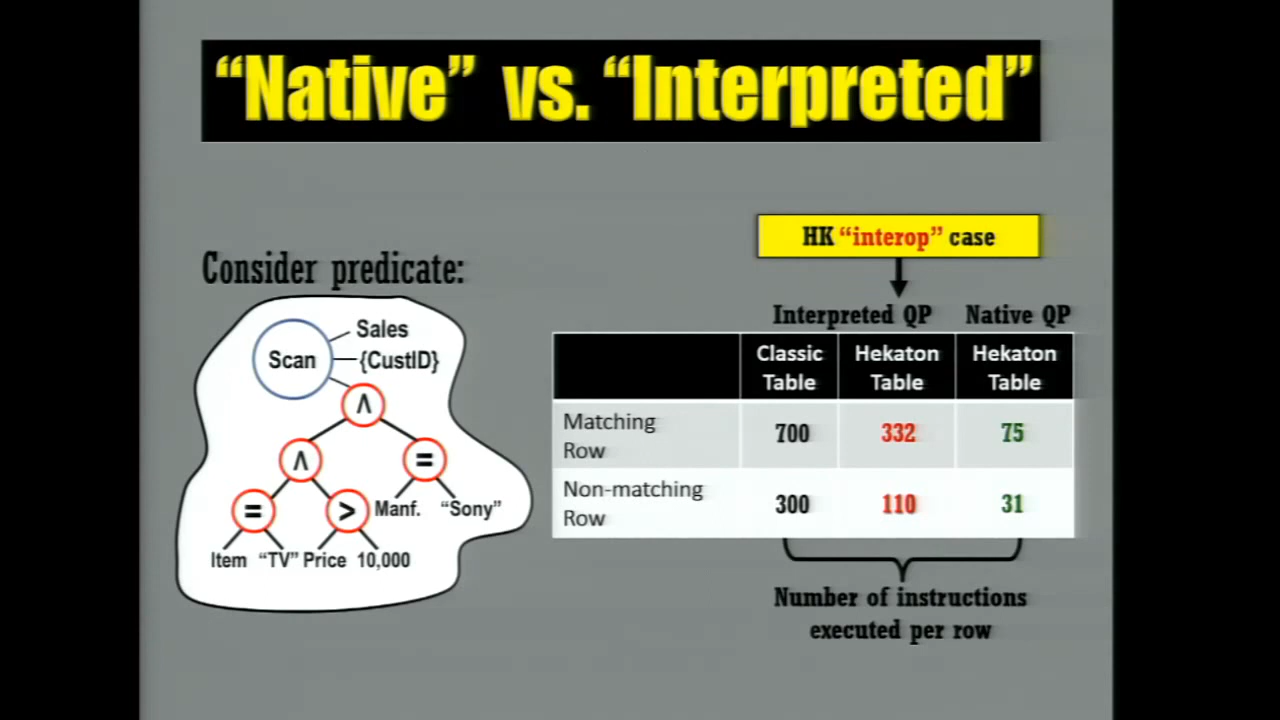 “Native” vs. “Interpreted”
Consider predicate:
Scan
Sales
{CustID}
∧
∧
=
=
>
Manf.
“Sony”
Item
“TV”
Price
10,000
HK “interop” case
Interpreted QP
Native QP
Classic
Table
Hekaton
Table
Hekaton
Table
Matching
Row
700
332
75
Non-matching
Row
300
110
31
Number of instructions
executed per row